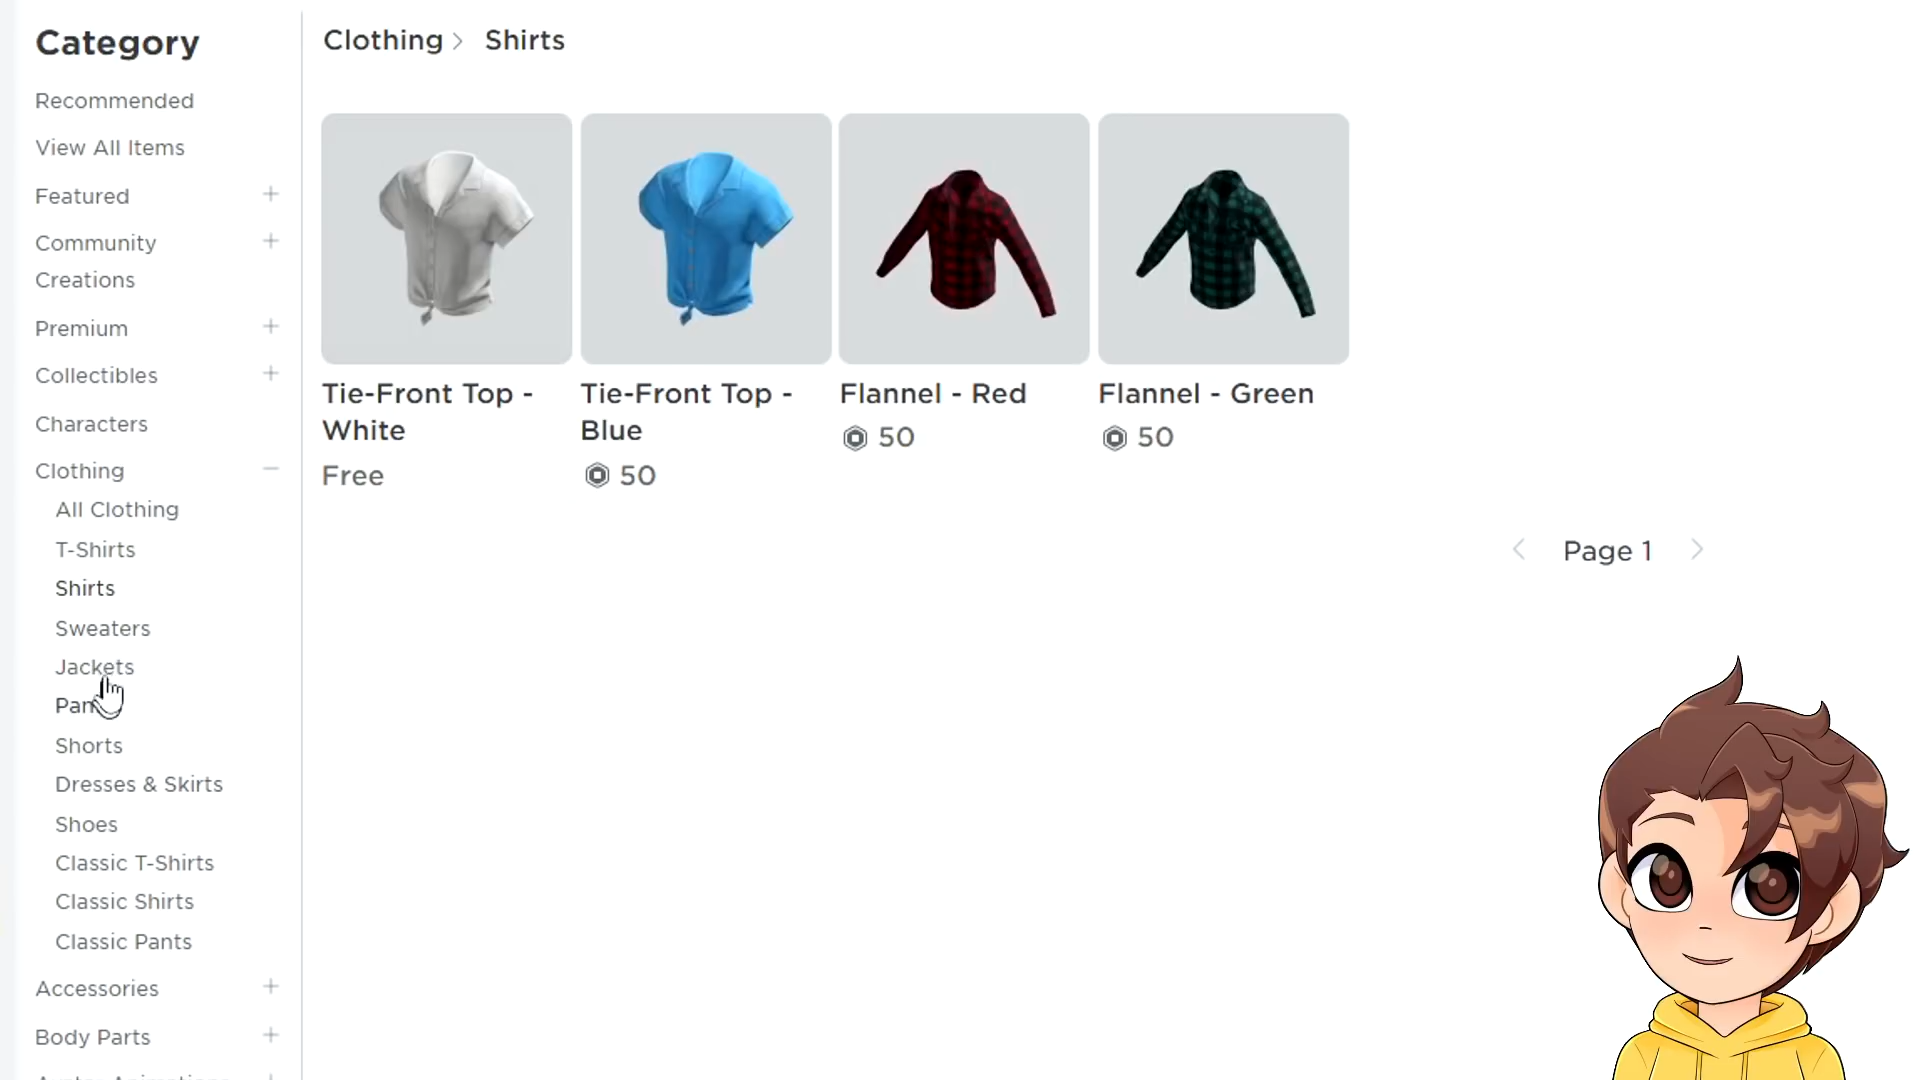 Category
Recommended
View All Items
Featured
Community
Creations
Premium
Collectibles
Characters
Clothing
All Clothing
T-Shirts
Shirts
Sweaters
Jackets
Shorts
Dresses & Skirts
Shoes
Classic T-Shirts
Classic Shirts
Classic Pants
Accessories
Body Parts
Clothing > Shirts
Tie-Front Top -
White
Free
Tie-Front Top -
Blue
50
Flannel - Red
50
Flannel - Green
50
< Page 1 >